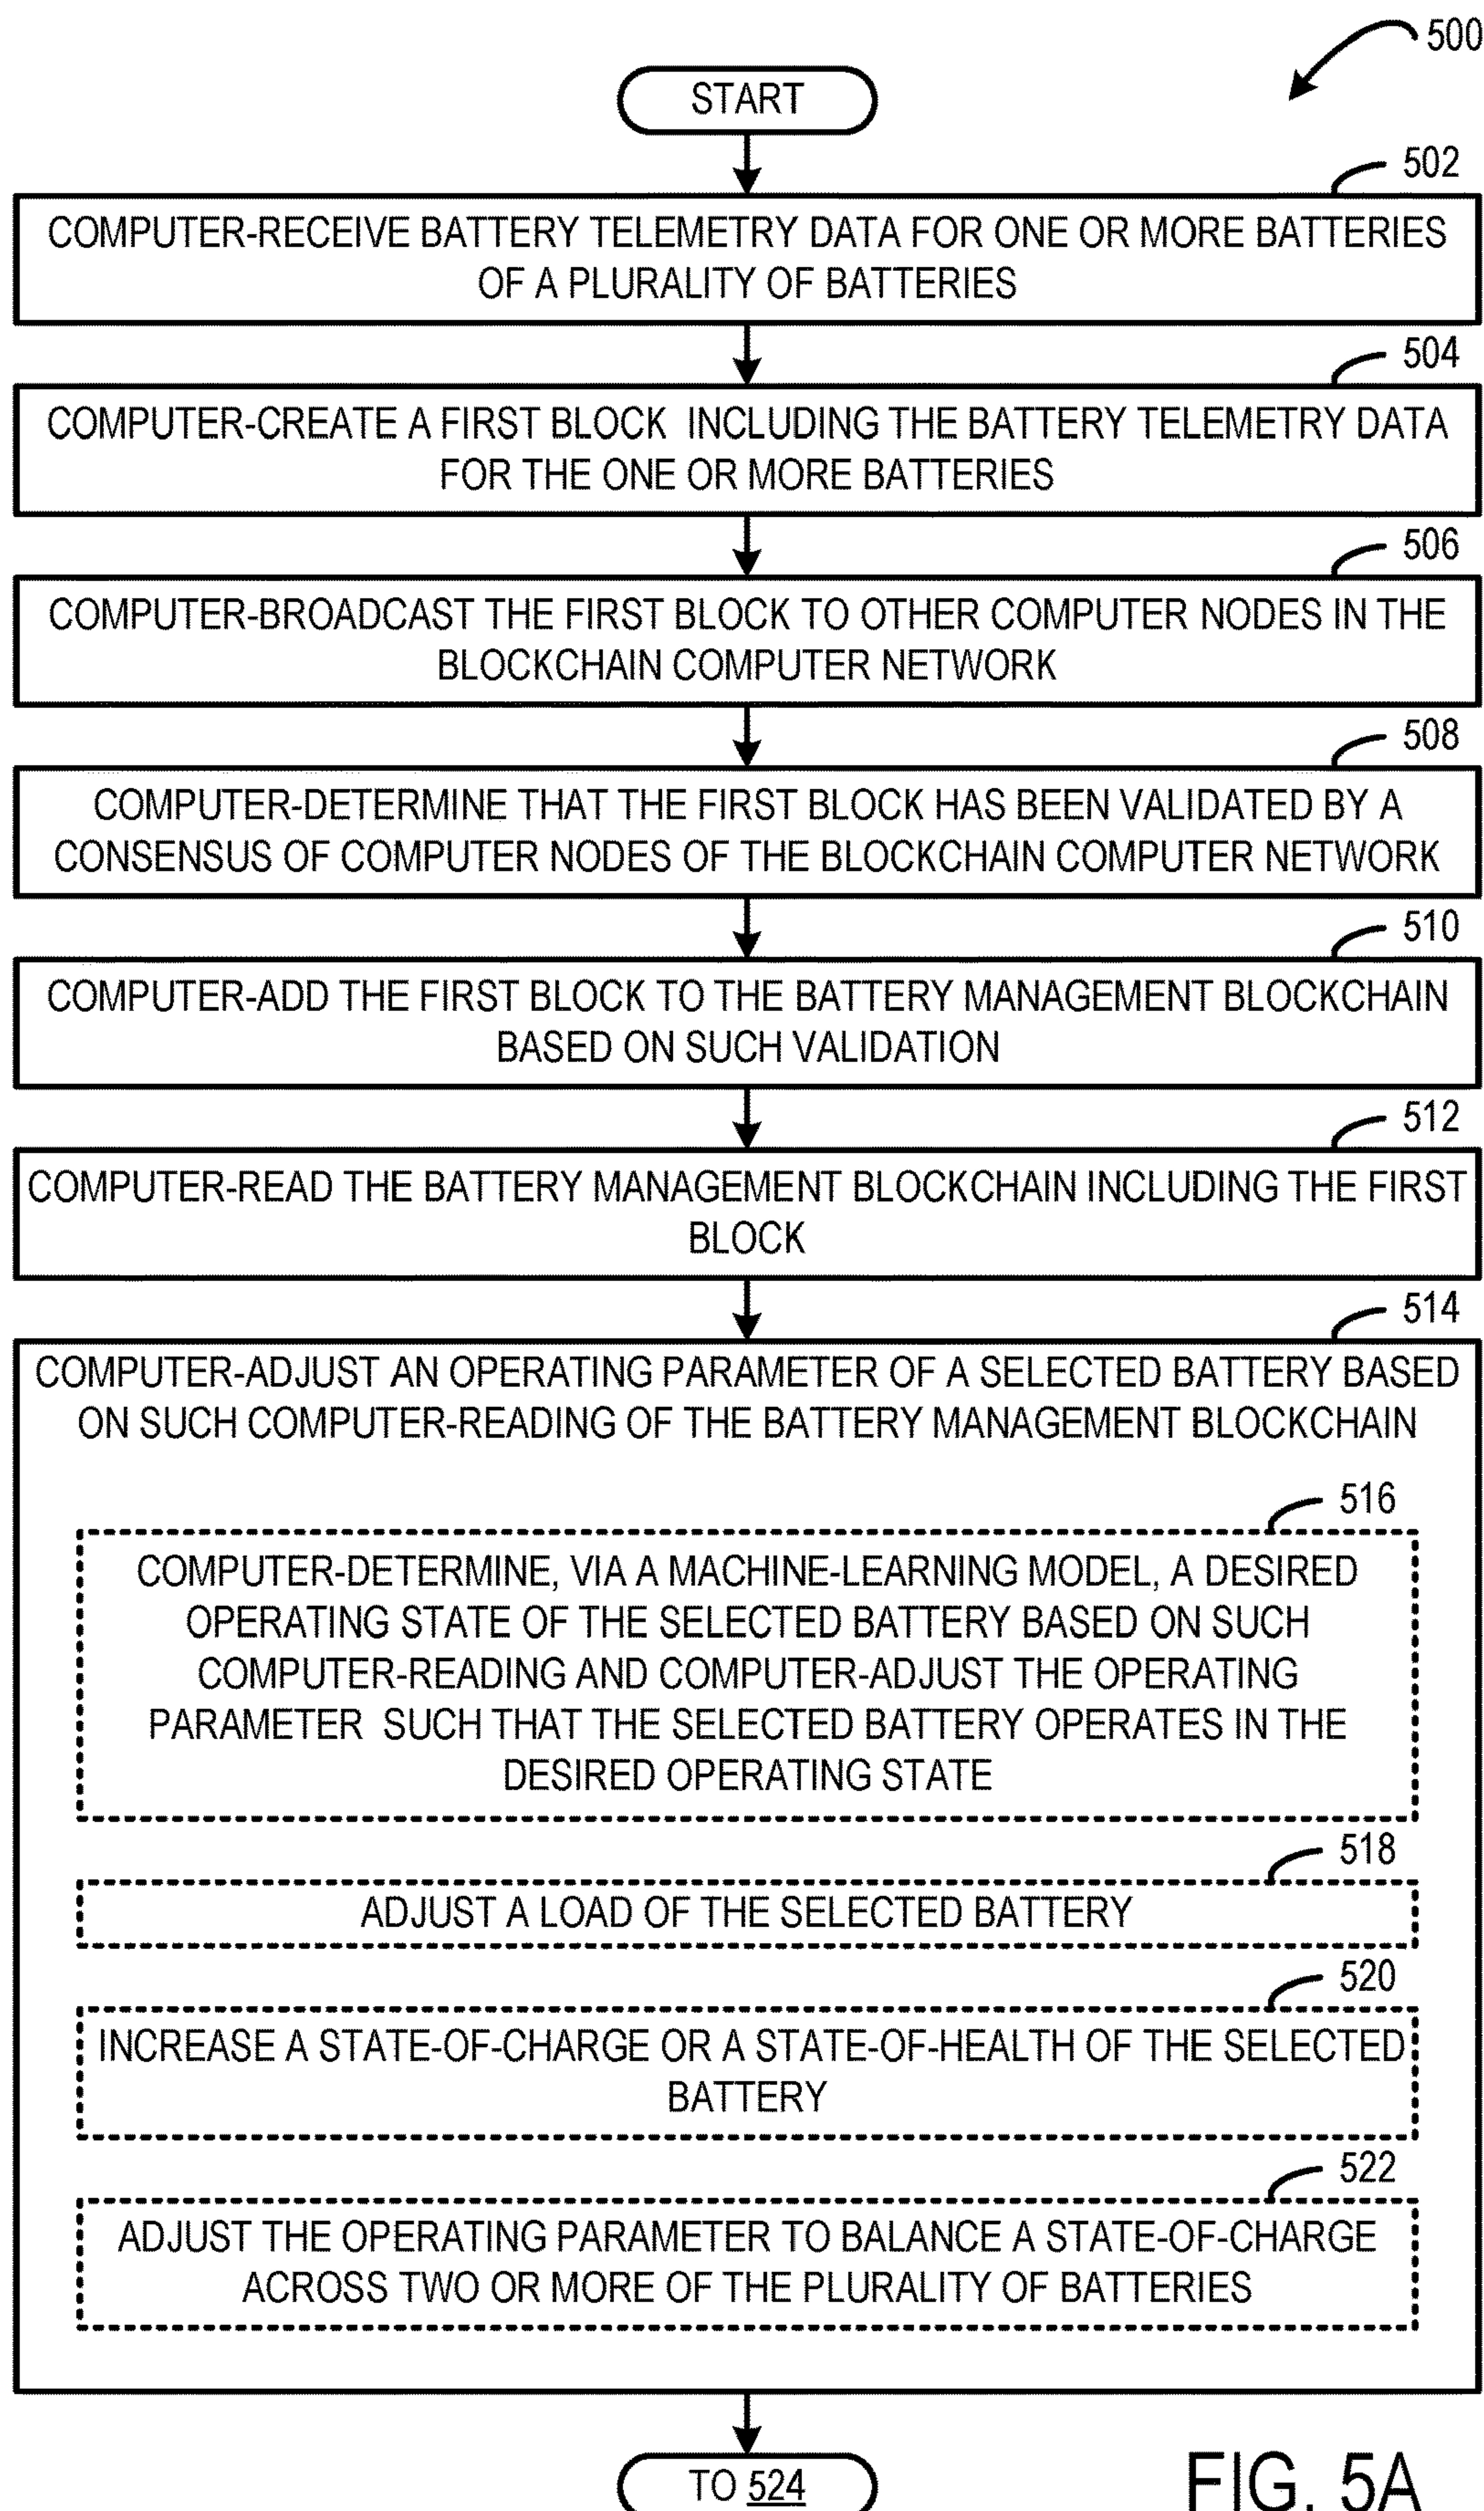 500
START
502
COMPUTER-RECEIVE BATTERY TELEMETRY DATA FOR ONE OR MORE BATTERIES
OF A PLURALITY OF BATTERIES
504
COMPUTER-CREATE A FIRST BLOCK INCLUDING THE BATTERY TELEMETRY DATA
FOR THE ONE OR MORE BATTERIES
506
COMPUTER-BROADCAST THE FIRST BLOCK TO OTHER COMPUTER NODES IN THE
BLOCKCHAIN COMPUTER NETWORK
508
COMPUTER-DETERMINE THAT THE FIRST BLOCK HAS BEEN VALIDATED BY A
CONSENSUS OF COMPUTER NODES OF THE BLOCKCHAIN COMPUTER NETWORK
510
COMPUTER-ADD THE FIRST BLOCK TO THE BATTERY MANAGEMENT BLOCKCHAIN
BASED ON SUCH VALIDATION
512
COMPUTER-READ THE BATTERY MANAGEMENT BLOCKCHAIN INCLUDING THE FIRST
BLOCK
514
COMPUTER-ADJUST AN OPERATING PARAMETER OF A SELECTED BATTERY BASED
ON SUCH COMPUTER-READING OF THE BATTERY MANAGEMENT BLOCKCHAIN
516
COMPUTER-DETERMINE, VIA A MACHINE-LEARNING MODEL, A DESIRED
OPERATING STATE OF THE SELECTED BATTERY BASED ON SUCH
COMPUTER-READING AND COMPUTER-ADJUST THE OPERATING
PARAMETER SUCH THAT THE SELECTED BATTERY OPERATES IN THE
DESIRED OPERATING STATE
518
ADJUST A LOAD OF THE SELECTED BATTERY
520
INCREASE A STATE-OF-CHARGE OR A STATE-OF-HEALTH OF THE SELECTED
BATTERY
522
ADJUST THE OPERATING PARAMETER TO BALANCE A STATE-OF-CHARGE
ACROSS TWO OR MORE OF THE PLURALITY OF BATTERIES
TO 524
FIG. 5A